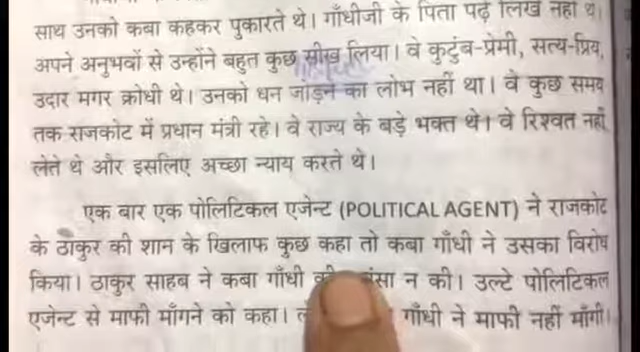 साथ उनको कबा कहकर पुकारते थे। गाँधीजी के पिता पढ़े लिखे नहीं थे।
अपने अनुभवों से उन्होंने बहुत कुछ सीख लिया। वे कुटुंब-प्रेमी, सत्य-प्रिय,
उदार मगर क्रोधी थे। उनको धन जोड़ने का लोभ नहीं था। वे कुछ समय
तक राजकोट में प्रधान मंत्री रहे। वे राज्य के बड़े भक्त थे। वे रिश्वत नहीं
लेते थे और इसलिए अच्छा न्याय करते थे।
एक बार एक पोलिटिकल एजेन्ट (POLITICAL AGENT) ने राजकोट
के ठाकुर की शान के खिलाफ कुछ कहा तो कबा गाँधी ने उसका विरोध
किया। ठाकुर साहब ने कबा गाँधी न की। उल्टे पोलिटिकल
एजेन्ट से माफी माँगने को कहा। गाँधी ने माफी नहीं माँगी।